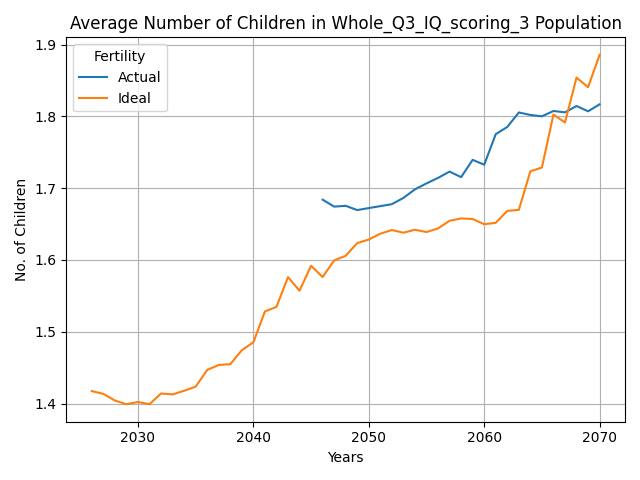 Average Number of Children in Whole_Q3_IQ_scoring_3 Population
Fertility
Actual
Ideal
No. of Children
1.9
1.8
1.7
1.6
1.5
1.4
2030 2040 2050 2060 2070
Years